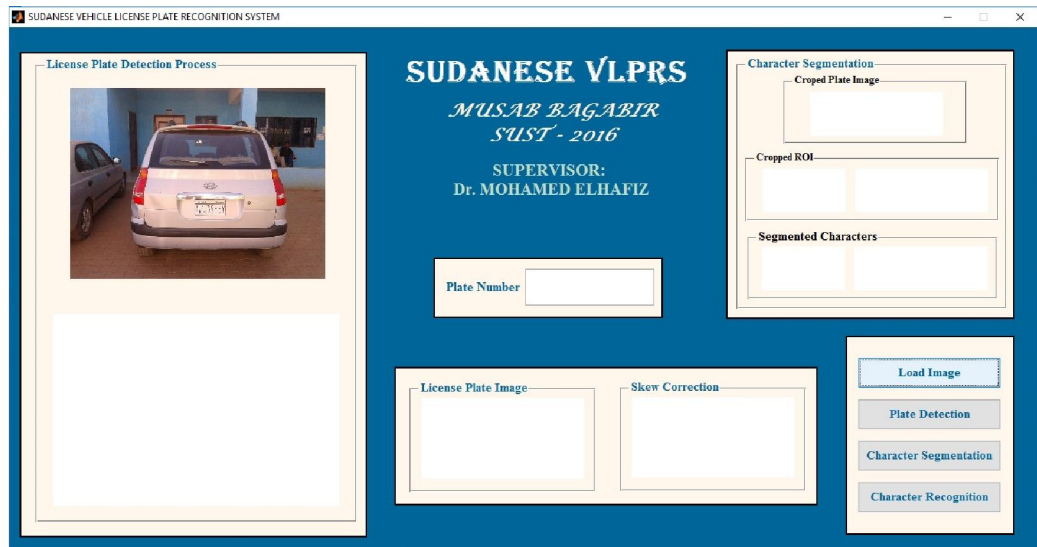 SUDANESE VEHICLE LICENSE PLATE RECOGNITION SYSTEM
License Plate Detection Process
SUDANESE VLPRS
MUSAB BAGABIR
SUST - 2016
SUPERVISOR:
Dr. MOHAMED ELHAFIZ
Plate Number
License Plate Image
Skew Correction
Character Segmentation
Croped Plate Image
Cropped ROI
Segmented Characters
Load Image
Plate Detection
Character Segmentation
Character Recognition